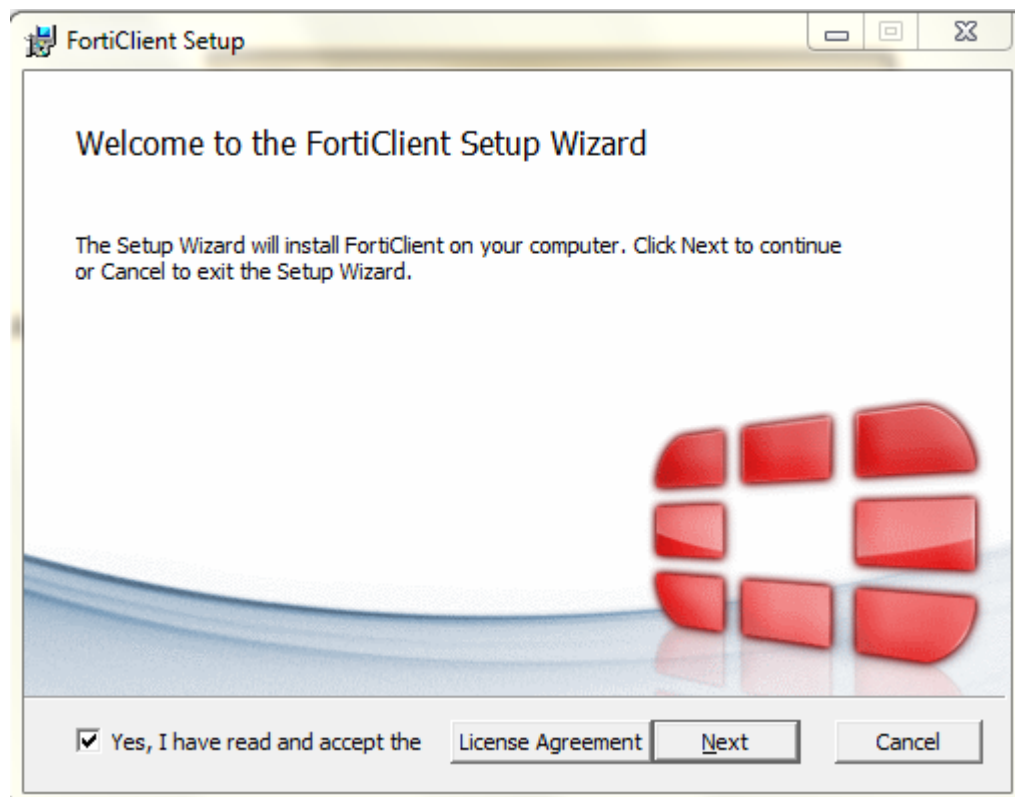 FortiClient Setup
Welcome to the FortiClient Setup Wizard
The Setup Wizard will install FortiClient on your computer. Click Next to continue
or Cancel to exit the Setup Wizard.
Yes, I have read and accept the License Agreement Next Cancel